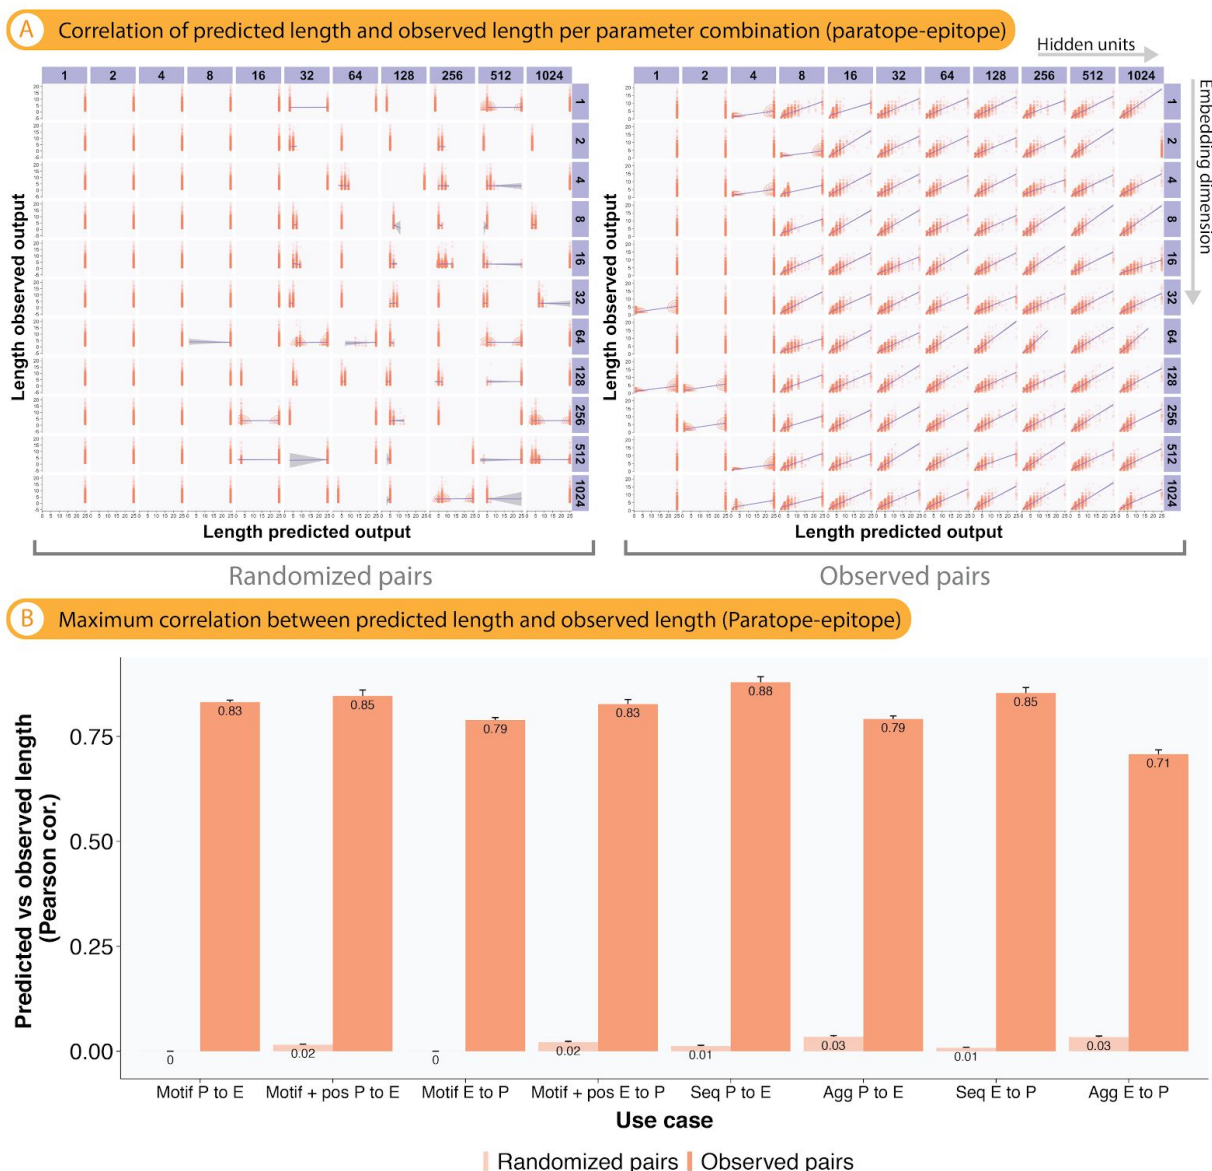 A Correlation of predicted length and observed length per parameter combination (paratope-epitope)
Hidden units
1 2 4 8 16 32 64 128 256 512 1024
1 2 4 8 16 32 64 128 256 512 1024
Length observed output
1
2
4
8
16
32
64
128
256
512
1024
Length observed output
1
2
4
8
16
32
64
128
256
512
1024
Embedding dimension
Length predicted output
Length predicted output
Randomized pairs
Observed pairs
B Maximum correlation between predicted length and observed length (Paratope-epitope)
Predicted vs observed length
(Pearson cor.)
0.75
0.50
0.25
0.00
0 0.83 0.02 0.85 0 0.79 0.02 0.83 0.01 0.88 0.03 0.79 0.01 0.85 0.03 0.71
Motif P to E Motif + pos P to E Motif E to P Motif + pos E to P Seq P to E Agg P to E Seq E to P Agg E to P
Use case
Randomized pairs Observed pairs